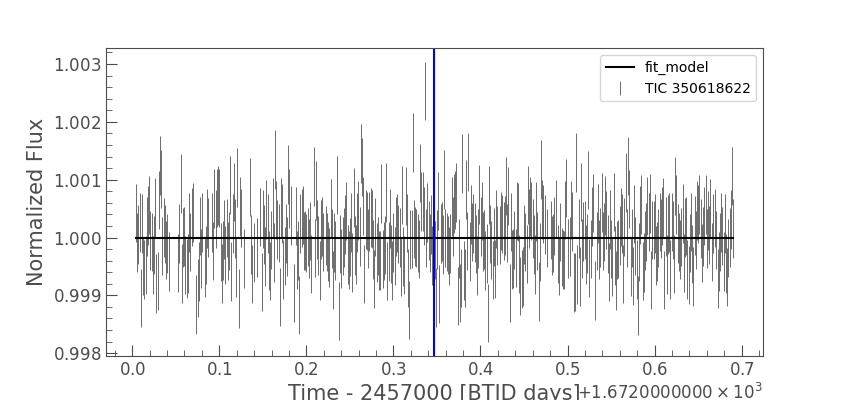 1.003
1.002
1.001
1.000
0.999
0.998
Normalized Flux
fit_model
TIC 350618622
0.0 0.1 0.2 0.3 0.4 0.5 0.6 0.7
Time - 2457000 [BTJD days]
+1.6720000000 × 10³